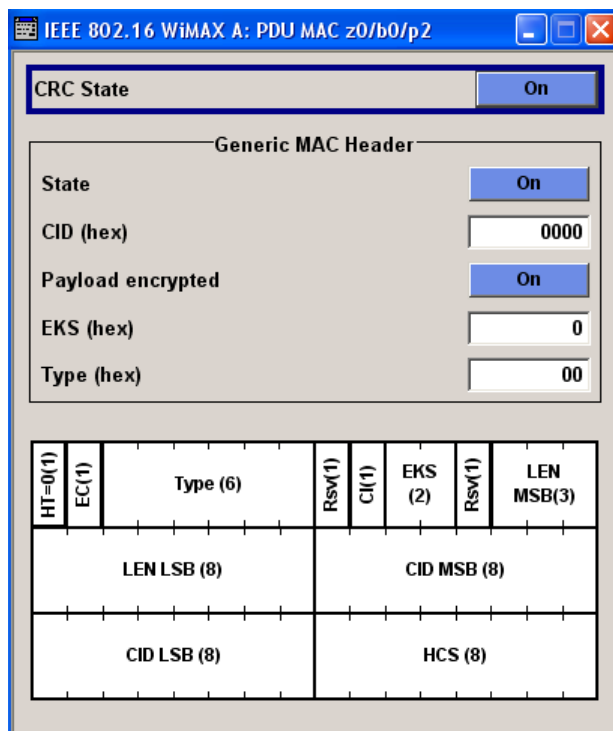 IEEE 802.16 WiMAX A: PDU MAC z0/b0/p2
CRC State On
Generic MAC Header
State On
CID (hex) 0000
Payload encrypted On
EKS (hex) 0
Type (hex) 00
HT=0(1) EC(1) Type (6) Rsv(1) CI(1) EKS (2) Rsv(1) LEN MSB(3)
LEN LSB (8) CID MSB (8)
CID LSB (8) HCS (8)